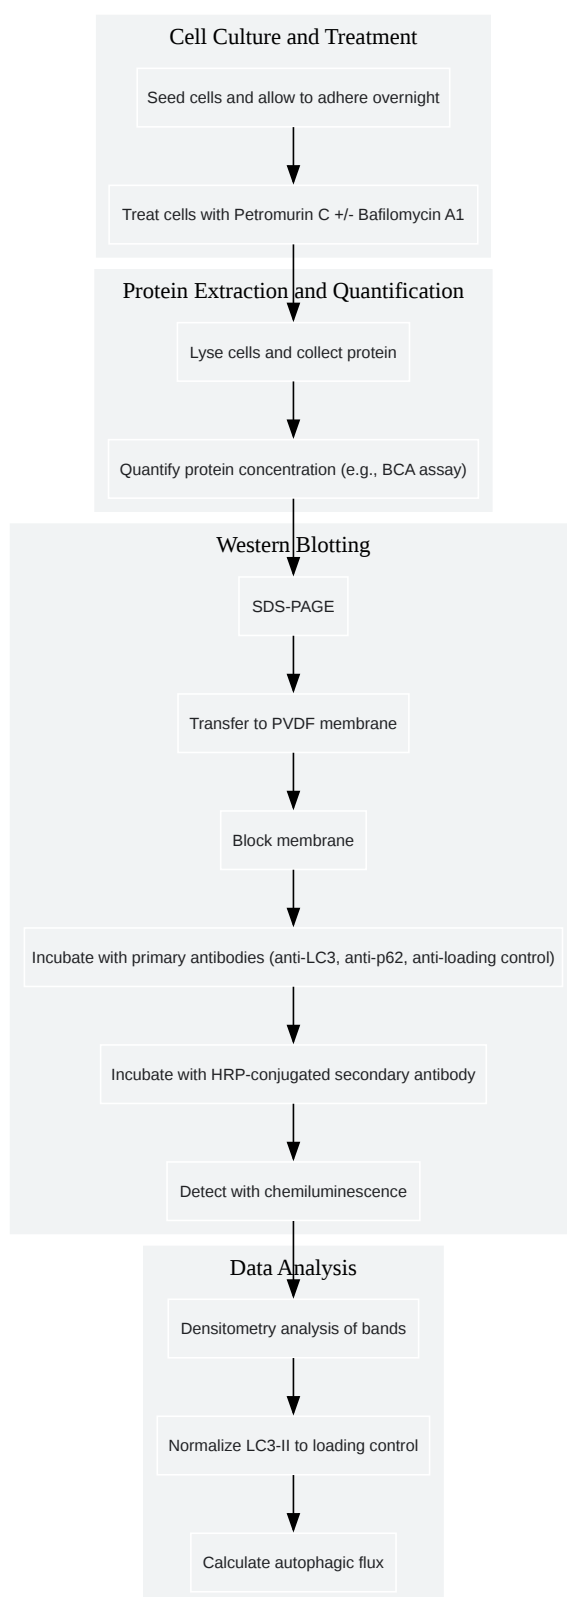 Cell Culture and Treatment
Seed cells and allow to adhere overnight
Treat cells with Petromurin C +/- Bafilomycin A1
Protein Extraction and Quantification
Lyse cells and collect protein
Quantify protein concentration (e.g., BCA assay)
Western Blotting
SDS-PAGE
Transfer to PVDF membrane
Block membrane
Incubate with primary antibodies (anti-LC3, anti-p62, anti-loading control)
Incubate with HRP-conjugated secondary antibody
Detect with chemiluminescence
Data Analysis
Densitometry analysis of bands
Normalize LC3-II to loading control
Calculate autophagic flux